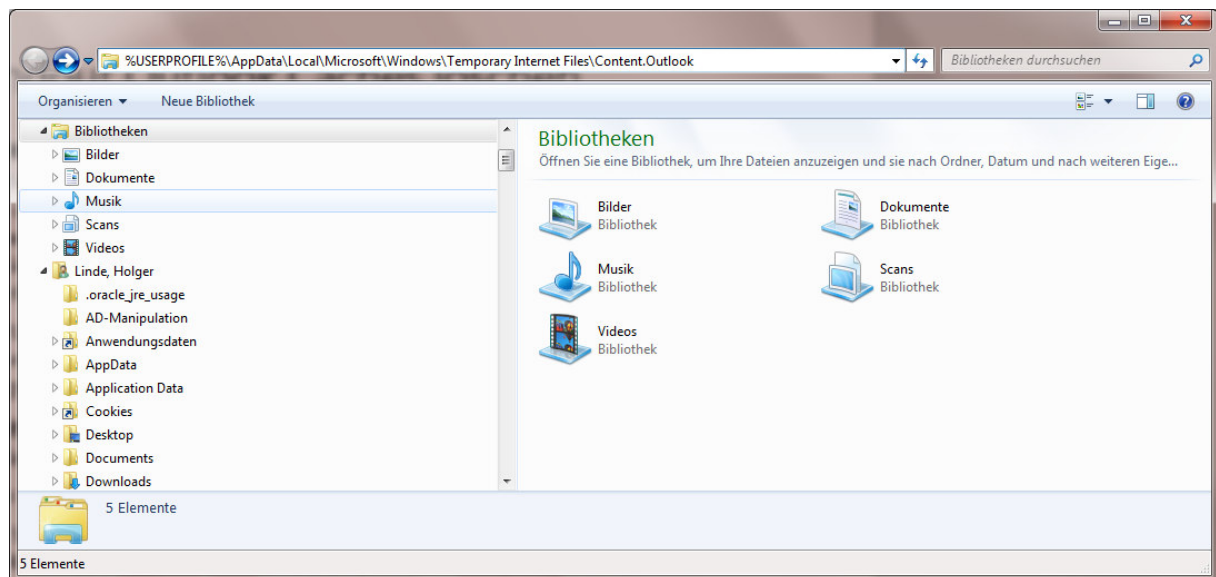 %USERPROFILE%\AppData\Local\Microsoft\Windows\Temporary Internet Files\Content.Outlook
Bibliotheken durchsuchen
Organisieren
Neue Bibliothek
Bibliotheken
Bilder
Dokumente
Musik
Scans
Videos
Linde, Holger
.oracle_jre_usage
AD-Manipulation
Anwendungsdaten
AppData
Application Data
Cookies
Desktop
Documents
Downloads
Bibliotheken
Öffnen Sie eine Bibliothek, um Ihre Dateien anzuzeigen und sie nach Ordner, Datum und nach weiteren Eige...
Bilder
Bibliothek
Dokumente
Bibliothek
Musik
Bibliothek
Scans
Bibliothek
Videos
Bibliothek
5 Elemente
5 Elemente